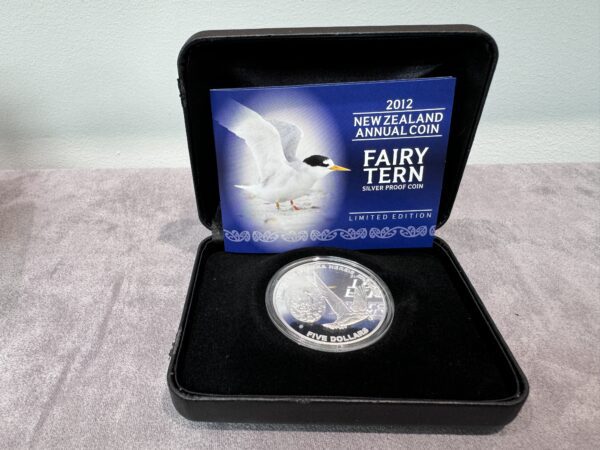 2012
NEW ZEALAND
ANNUAL COIN
FAIRY
TERN
SILVER PROOF COIN
LIMITED EDITION
FIVE DOLLARS